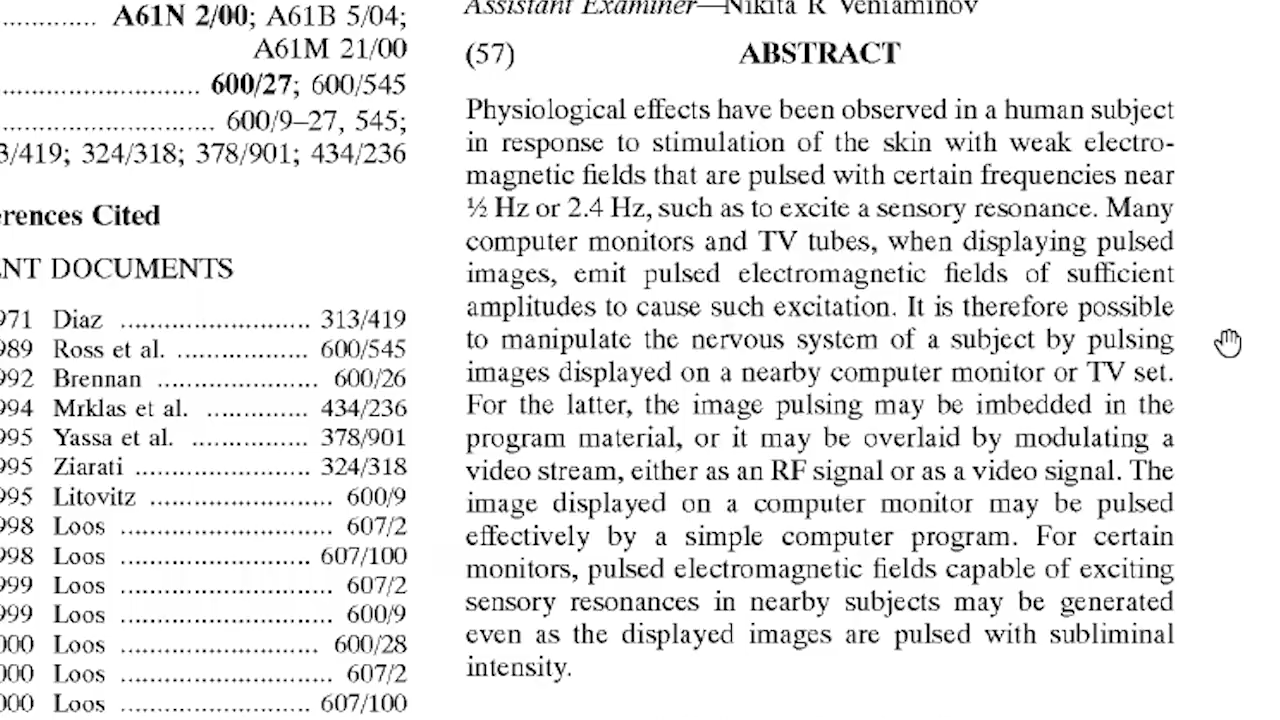 .............. A61N 2/00; A61B 5/04;
A61M 21/00
.......................... 600/27; 600/545
.......................... 600/9–27, 545;
3/419; 324/318; 378/901; 434/236
erences Cited
ENT DOCUMENTS
971 Diaz .......................... 313/419
989 Ross et al. .................. 600/545
992 Brennan ...................... 600/26
994 Mrklas et al. ................ 434/236
995 Yassa et al. ................. 378/901
995 Ziarati ........................ 324/318
995 Litovitz ........................ 600/9
998 Loos ............................ 607/2
998 Loos .......................... 607/100
999 Loos ............................ 607/2
999 Loos ............................ 600/9
000 Loos .......................... 600/28
000 Loos ............................ 607/2
000 Loos .......................... 607/100
Assistant Examiner—Nikita R Veniaminov
(57) ABSTRACT
Physiological effects have been observed in a human subject
in response to stimulation of the skin with weak electro-
magnetic fields that are pulsed with certain frequencies near
½ Hz or 2.4 Hz, such as to excite a sensory resonance. Many
computer monitors and TV tubes, when displaying pulsed
images, emit pulsed electromagnetic fields of sufficient
amplitudes to cause such excitation. It is therefore possible
to manipulate the nervous system of a subject by pulsing
images displayed on a nearby computer monitor or TV set.
For the latter, the image pulsing may be imbedded in the
program material, or it may be overlaid by modulating a
video stream, either as an RF signal or as a video signal. The
image displayed on a computer monitor may be pulsed
effectively by a simple computer program. For certain
monitors, pulsed electromagnetic fields capable of exciting
sensory resonances in nearby subjects may be generated
even as the displayed images are pulsed with subliminal
intensity.